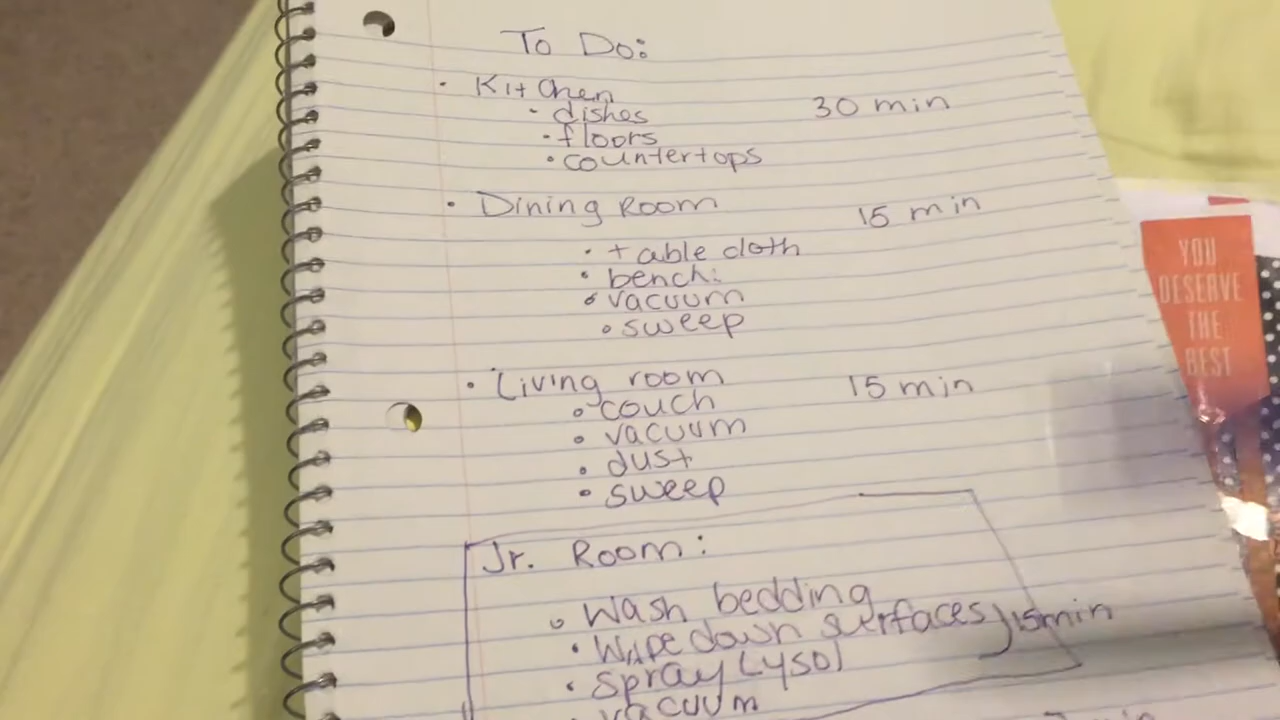 To Do:
• Kitchen 30 min
• dishes
• floors
• countertops
• Dining Room 15 min
• table cloth
• bench:
• vacuum
• sweep
• Living room 15 min
• couch
• vacuum
• dust
• sweep
Jr. Room:
• Wash bedding
• Wipe down surfaces 15min
• spray Lysol
vacuum
YOU
DESERVE
THE
BEST